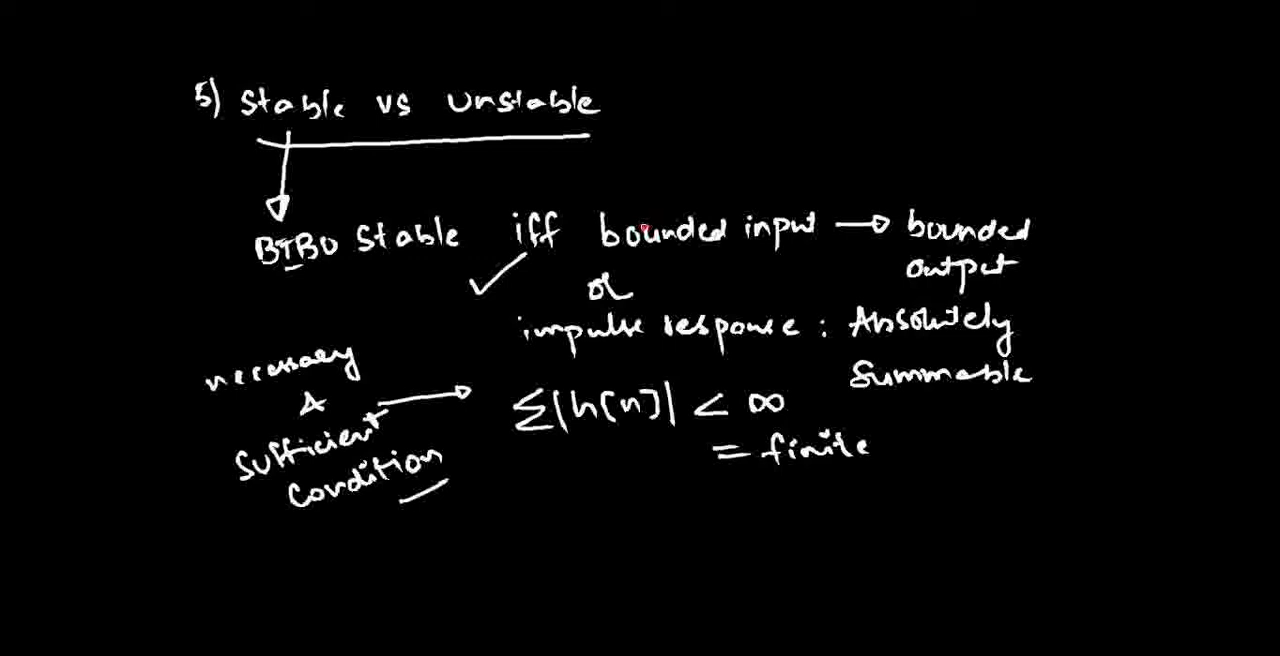 5) Stable vs Unstable
BIBO Stable iff bounded input → bounded
output
or
impulse response : Absolutely
Summable
necessary
&
Sufficient
Condition
→ Σ|h[n]| < ∞
= finite